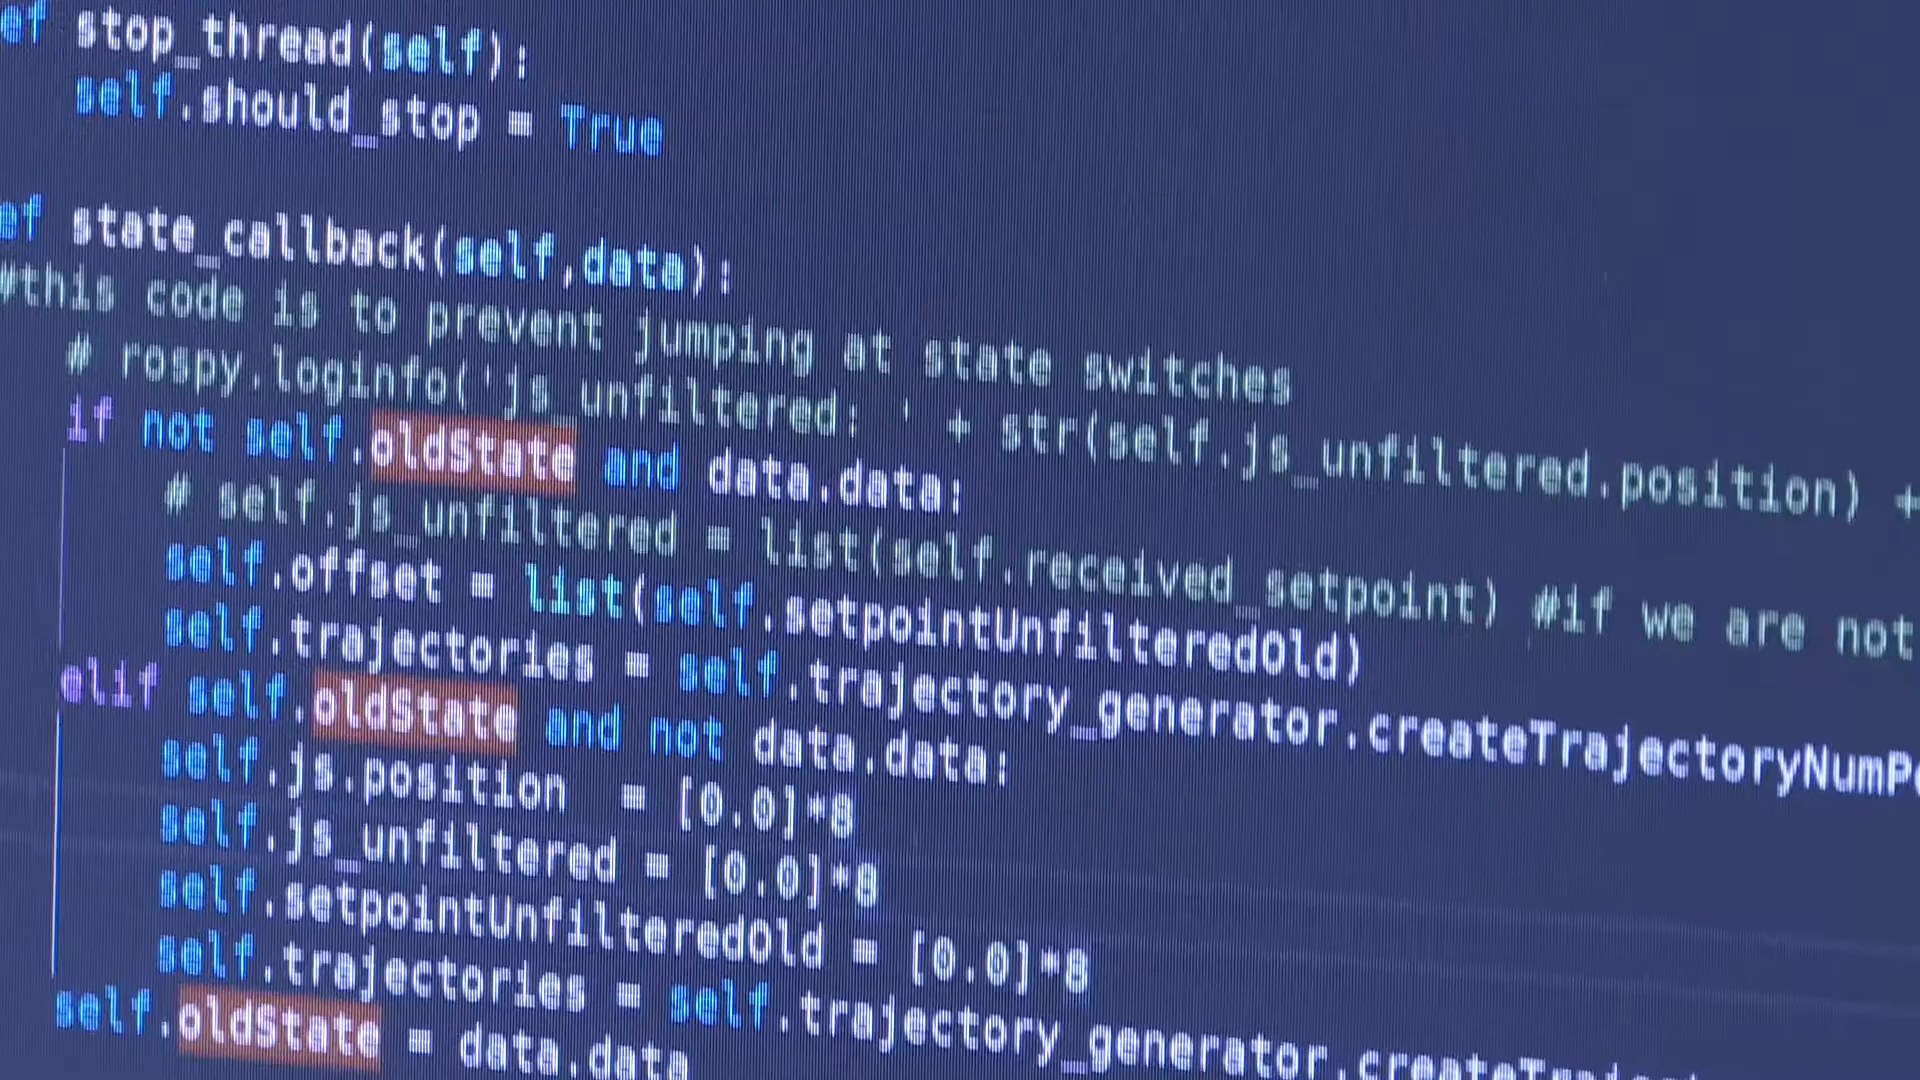 ef stop_thread(self):
self.should_stop = True
ef state_callback(self,data):
#this code is to prevent jumping at state switches
# rospy.loginfo('js_unfiltered: ' + str(self.js_unfiltered.position) +
if not self.oldState and data.data:
# self.js_unfiltered = list(self.received_setpoint) #if we are not
self.offset = list(self.setpointUnfilteredOld)
self.trajectories = self.trajectory_generator.createTrajectoryNumP
elif self.oldState and not data.data:
self.js.position = [0.0]*8
self.js_unfiltered = [0.0]*8
self.setpointUnfilteredOld = [0.0]*8
self.trajectories = self.trajectory_generator.createTraject
self.oldState = data.data